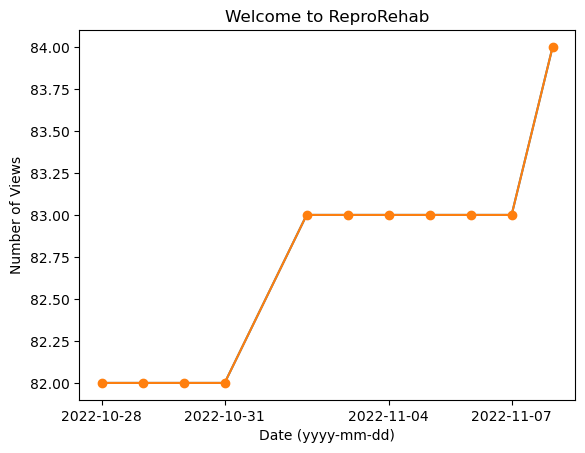 Welcome to ReproRehab
84.00
83.75
83.50
83.25
83.00
82.75
82.50
82.25
82.00
Number of Views
2022-10-28 2022-10-31 2022-11-04 2022-11-07
Date (yyyy-mm-dd)